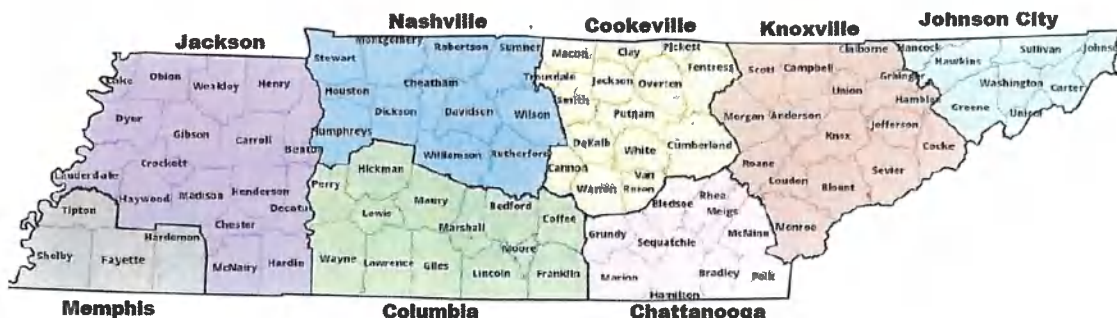 Nashville
Cookeville
Knoxville
Johnson City
Jackson
Lake
Obion
Weakley
Henry
Dyer
Gibson
Carroll
Benton
Crockett
Lauderdale
Haywood
Madison
Henderson
Decatur
Chester
McNairy
Hardin
Tipton
Hardeman
Shelby
Fayette
Montgomery
Robertson
Sumner
Stewart
Houston
Cheatham
Trousdale
Dickson
Davidson
Wilson
Humphreys
Williamson
Rutherford
Macon
Clay
Pickett
Fentress
Jackson
Overton
Smith
Putnam
DeKalb
White
Cumberland
Cannon
Warren
Van
Buren
Claiborne
Scott
Campbell
Union
Grainger
Hamblen
Morgan
Anderson
Jefferson
Knox
Cocke
Roane
Sevier
Louden
Blount
Monroe
Hancock
Hawkins
Sullivan
Johnson
Washington
Carter
Greene
Unicoi
Perry
Hickman
Lewis
Maury
Bedford
Coffee
Marshall
Moore
Wayne
Lawrence
Giles
Lincoln
Franklin
Bledsoe
Rhea
Meigs
Grundy
Sequatchie
McMinn
Marion
Bradley
Polk
Hamilton
Memphis
Columbia
Chattanooga